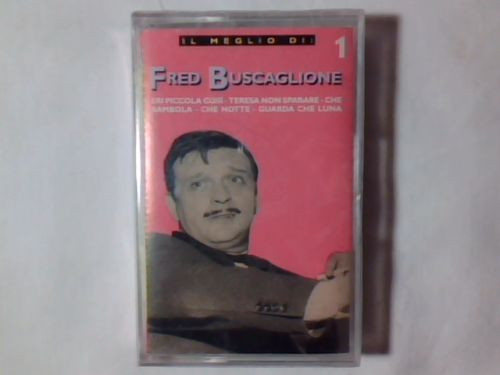 IL MEGLIO DI:
1
FRED BUSCAGLIONE
ERI PICCOLA COSÌ - TERESA NON SPARARE - CHE
BAMBOLA - CHE NOTTE - GUARDA CHE LUNA